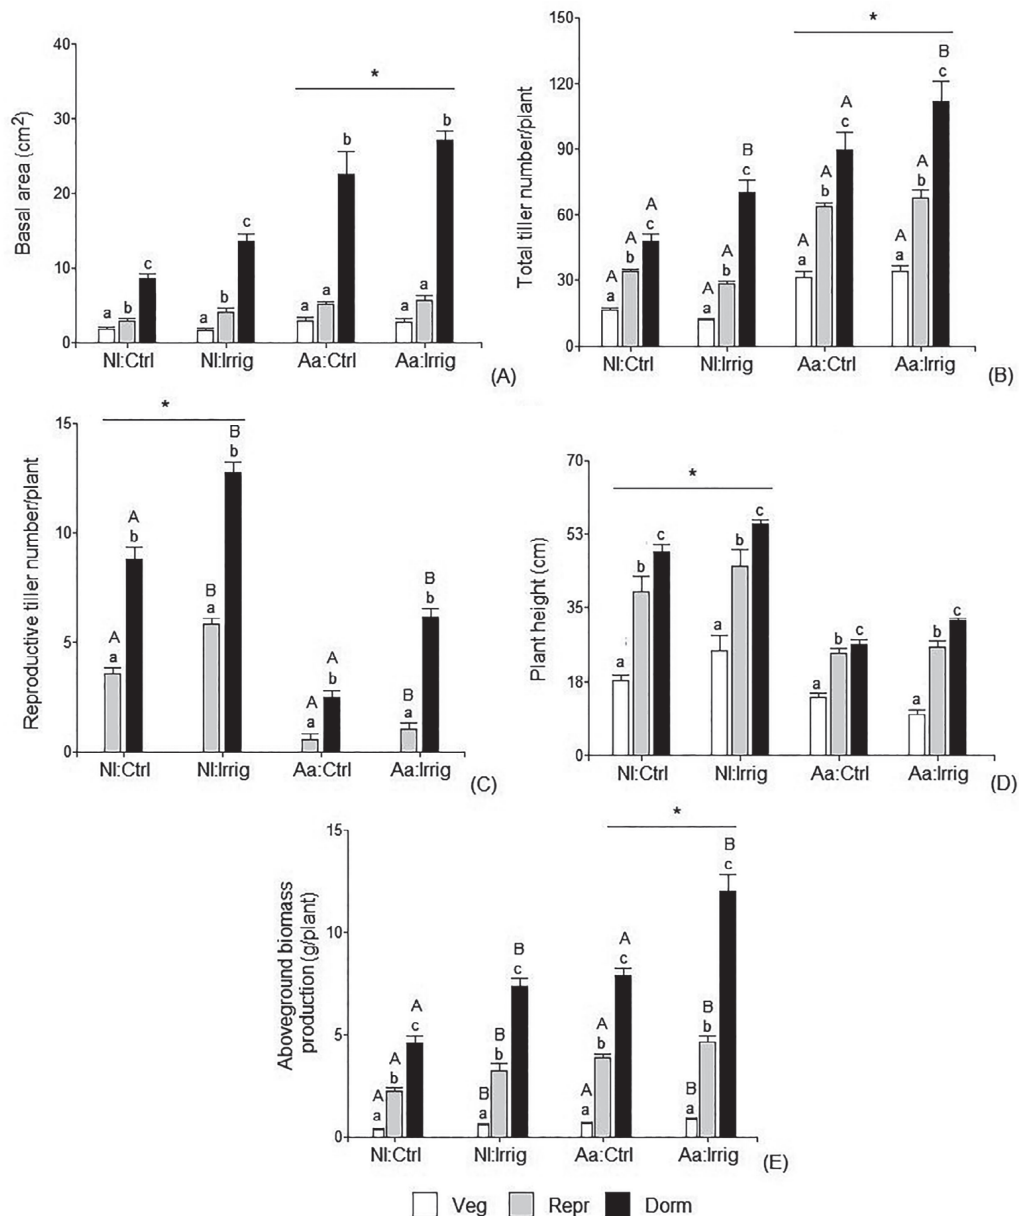 Basal area (cm²)
40
30
20
10
0
*
a b c
b
a c
a a b
a a b
Nl:Ctrl Nl:Irrig Aa:Ctrl Aa:Irrig
(A)
Total tiller number/plant
150
120
90
60
30
0
*
A a A b A c
A a A b B c
A a A b A c
A a A b B c
Nl:Ctrl Nl:Irrig Aa:Ctrl Aa:Irrig
(B)
Reproductive tiller number/plant
15
10
5
0
*
A a A b
B a B b
A a A b
B a B b
Nl:Ctrl Nl:Irrig Aa:Ctrl Aa:Irrig
(C)
Plant height (cm)
70
53
35
18
0
*
a b c
a b c
a b c
a b c
Nl:Ctrl Nl:Irrig Aa:Ctrl Aa:Irrig
(D)
Aboveground biomass
production (g/plant)
15
10
5
0
*
A a A b A c
B a B b B c
A a A b A c
B a B b B c
Nl:Ctrl Nl:Irrig Aa:Ctrl Aa:Irrig
(E)
Veg Repr Dorm